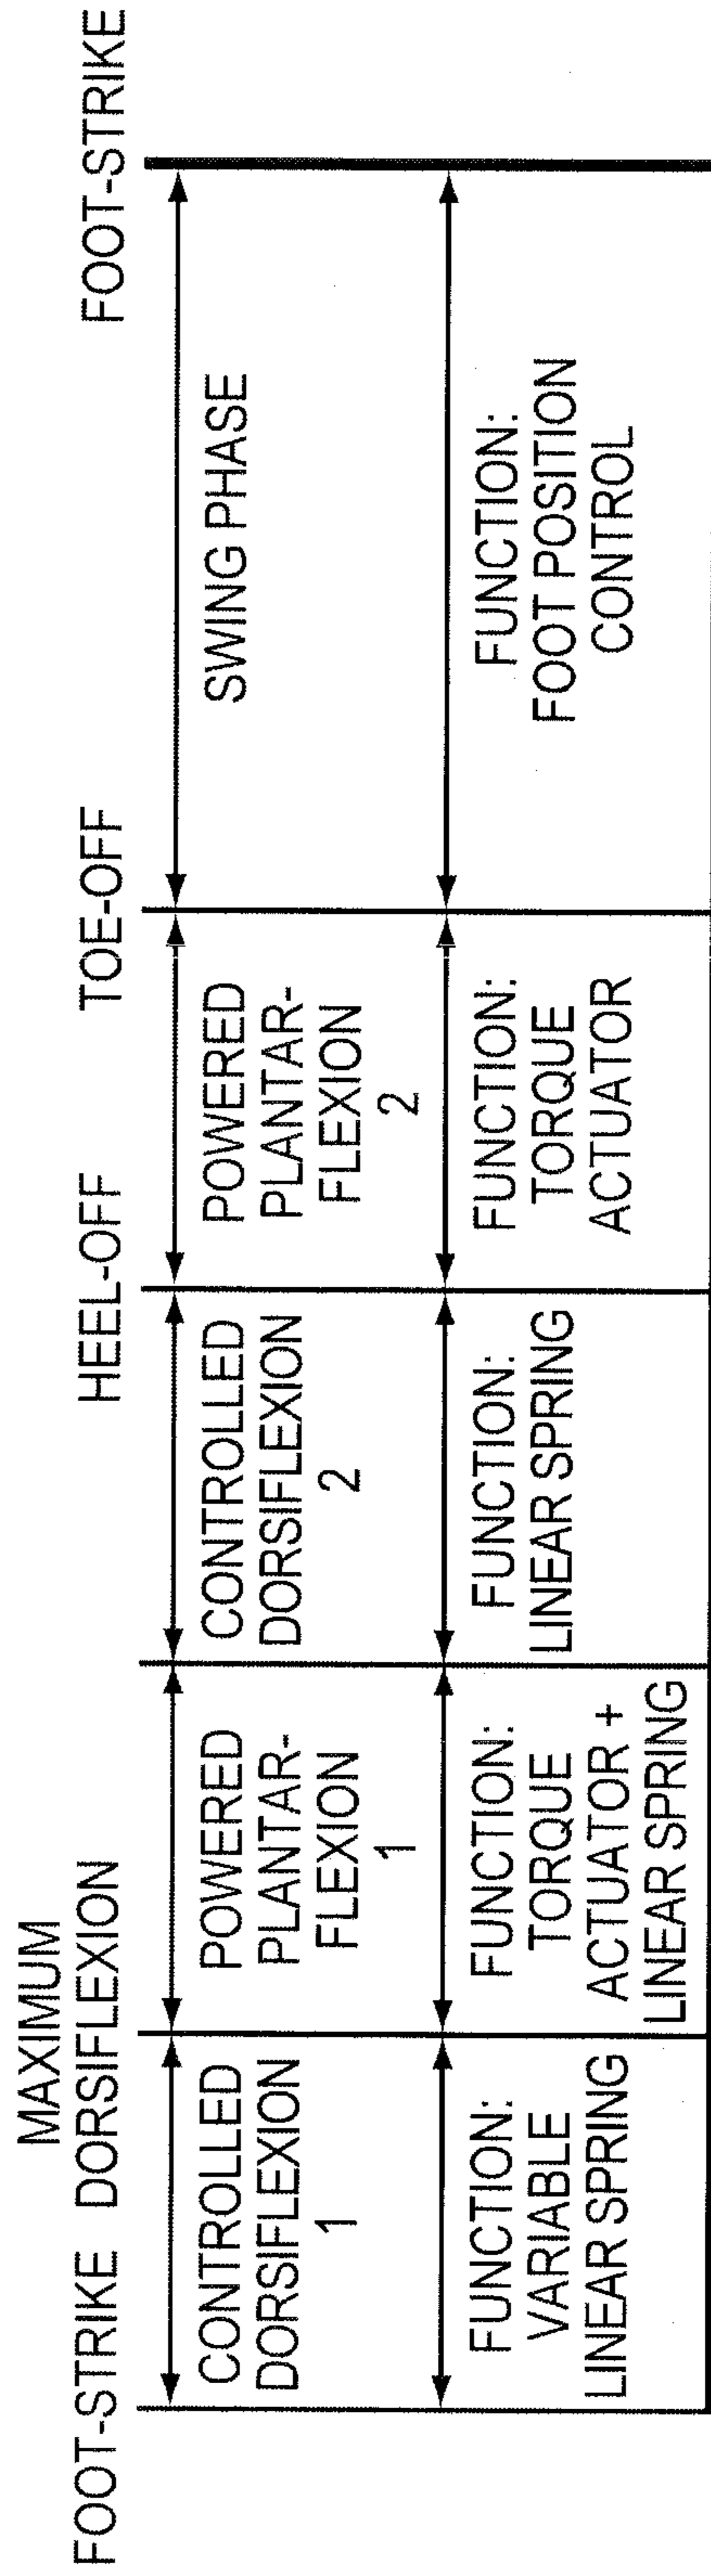 MAXIMUM
FOOT-STRIKE DORSIFLEXION HEEL-OFF TOE-OFF FOOT-STRIKE
CONTROLLED
DORSIFLEXION
1
POWERED
PLANTAR-
FLEXION
1
CONTROLLED
DORSIFLEXION
2
POWERED
PLANTAR-
FLEXION
2
SWING PHASE
FUNCTION:
VARIABLE
LINEAR SPRING
FUNCTION:
TORQUE
ACTUATOR +
LINEAR SPRING
FUNCTION:
LINEAR SPRING
FUNCTION:
TORQUE
ACTUATOR
FUNCTION:
FOOT POSITION
CONTROL